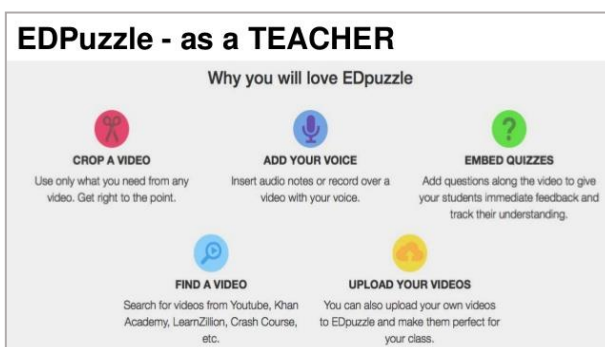 EDPuzzle - as a TEACHER
Why you will love EDpuzzle
CROP A VIDEO
Use only what you need from any
video. Get right to the point.
ADD YOUR VOICE
Insert audio notes or record over a
video with your voice.
EMBED QUIZZES
Add questions along the video to give
your students immediate feedback and
track their understanding.
FIND A VIDEO
Search for videos from Youtube, Khan
Academy, LearnZillion, Crash Course,
etc.
UPLOAD YOUR VIDEOS
You can also upload your own videos
to EDpuzzle and make them perfect for
your class.